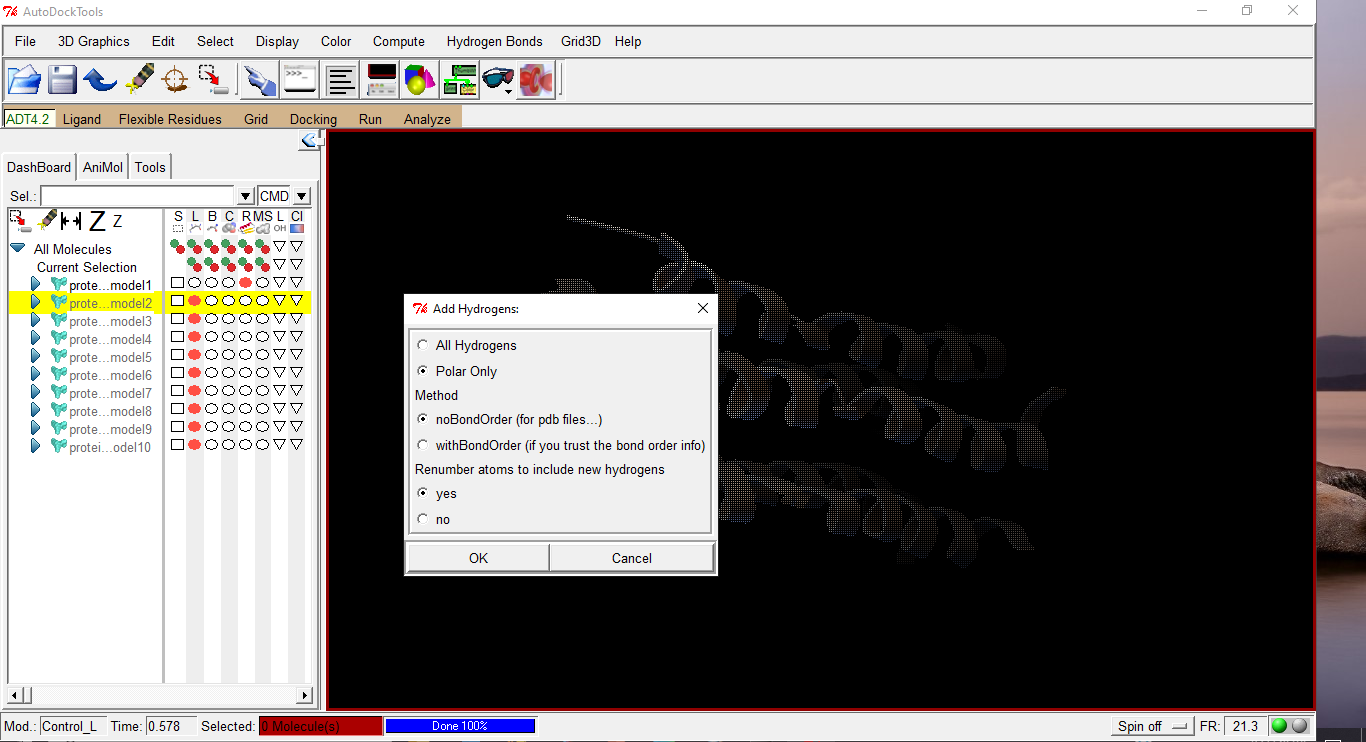 AutoDockTools
File 3D Graphics Edit Select Display Color Compute Hydrogen Bonds Grid3D Help
>>>_
ADT4.2 Ligand Flexible Residues Grid Docking Run Analyze
DashBoard AniMol Tools
Sel.: CMD
Z Z S L B C R MS L Cl
OH
All Molecules
Current Selection
prote...model1
prote...model2
prote...model3
prote...model4
prote...model5
prote...model6
prote...model7
prote...model8
prote...model9
protei...odel10
Add Hydrogens:
All Hydrogens
Polar Only
Method
noBondOrder (for pdb files...)
withBondOrder (if you trust the bond order info)
Renumber atoms to include new hydrogens
yes
no
OK Cancel
Mod.: Control_L Time: 0.578 Selected: 0 Molecule(s) Done 100% Spin off FR: 21.3